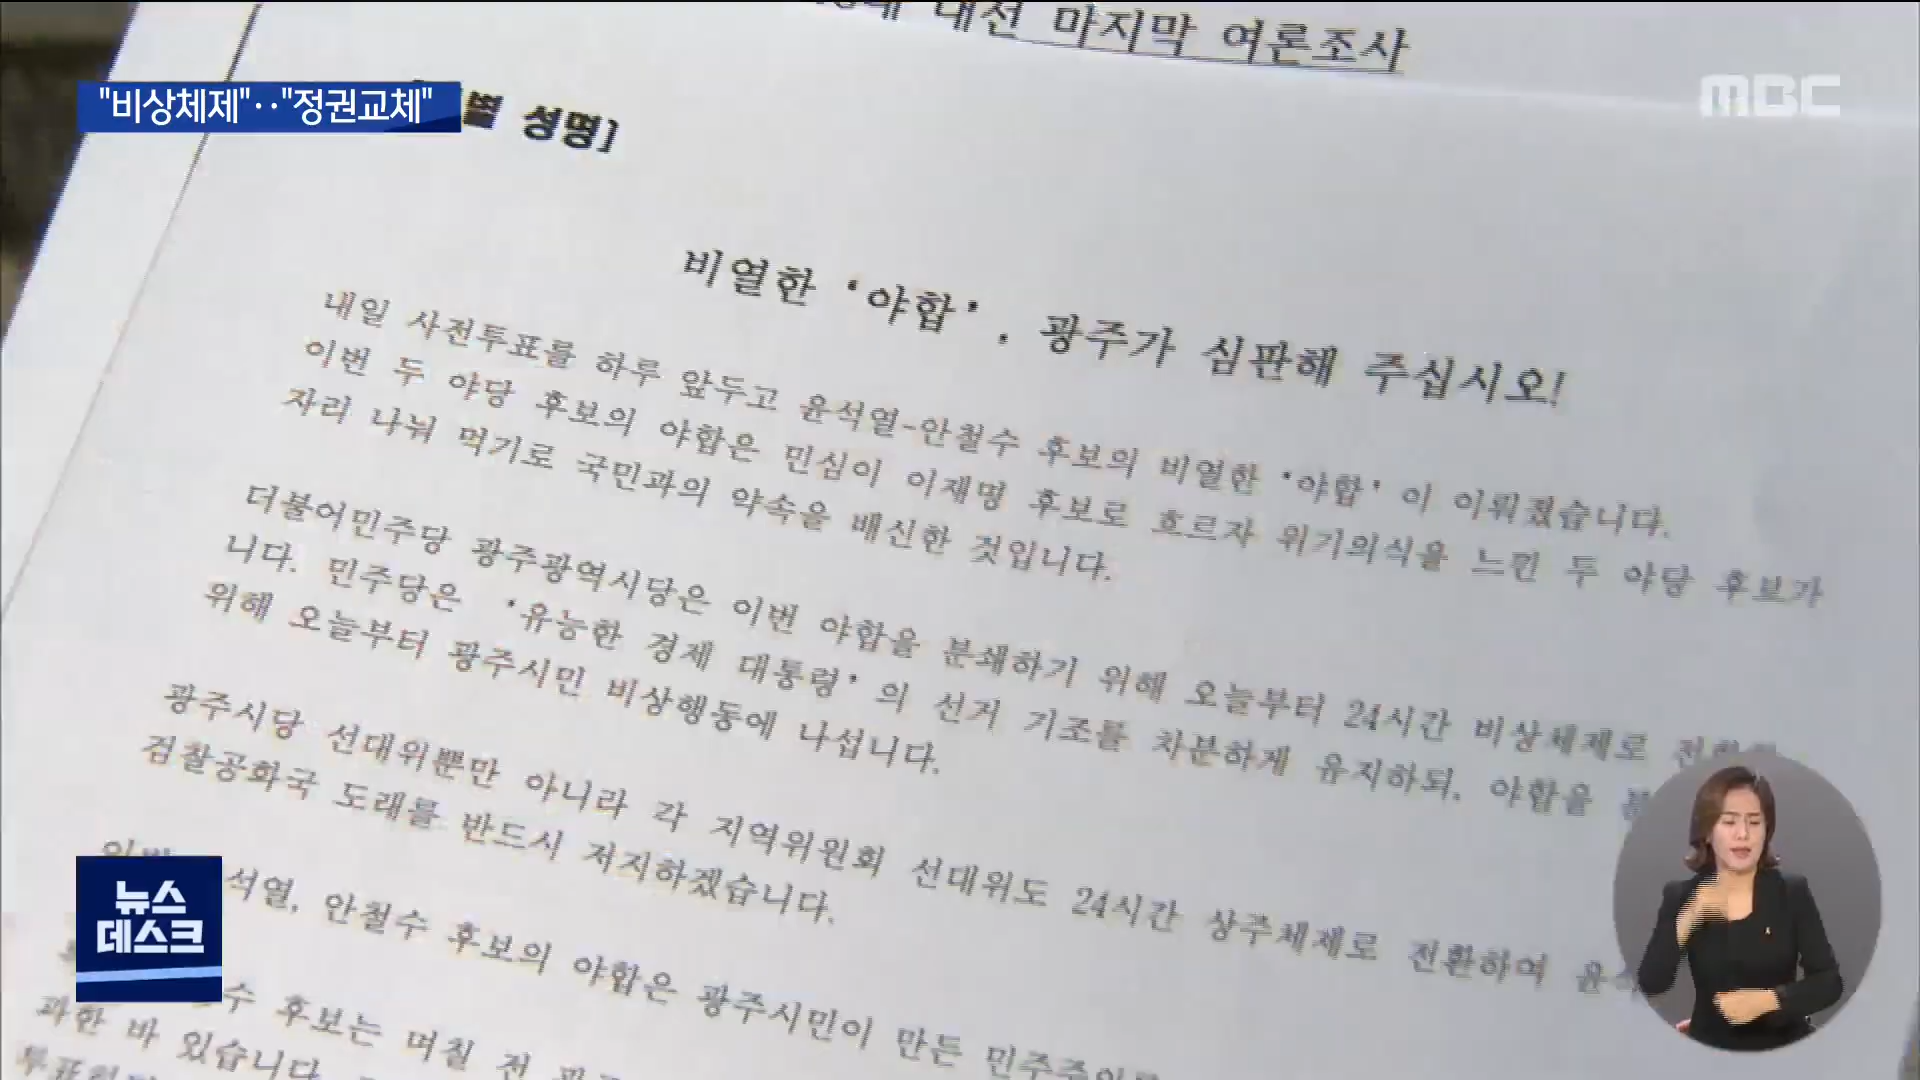 대선 마지막 여론조사
MBC
"비상체제"··"정권교체"
별 성명]
비열한 '야합', 광주가 심판해 주십시오!
내일 사전투표를 하루 앞두고 윤석열-안철수 후보의 비열한 '야합' 이 이뤄졌습니다.
이번 두 야당 후보의 야합은 민심이 이재명 후보로 흐르자 위기의식을 느낀 두 야당 후보가
자리 나눠 먹기로 국민과의 약속을 배신한 것입니다.
더불어민주당 광주광역시당은 이번 야합을 분쇄하기 위해 오늘부터 24시간 비상체제로
니다. 민주당은 '유능한 경제 대통령' 의 선거 기조를 차분하게 유지하되, 야합을
위해 오늘부터 광주시민 비상행동에 나섭니다.
광주시당 선대위뿐만 아니라 각 지역위원회 선대위도 24시간 상주체제로 전환하여
검찰공화국 도래를 반드시 저지하겠습니다.
석열, 안철수 후보의 야합은 광주시민이 만든
수 후보는 며칠 전
과한 바 있습니다.
뉴스
데스크